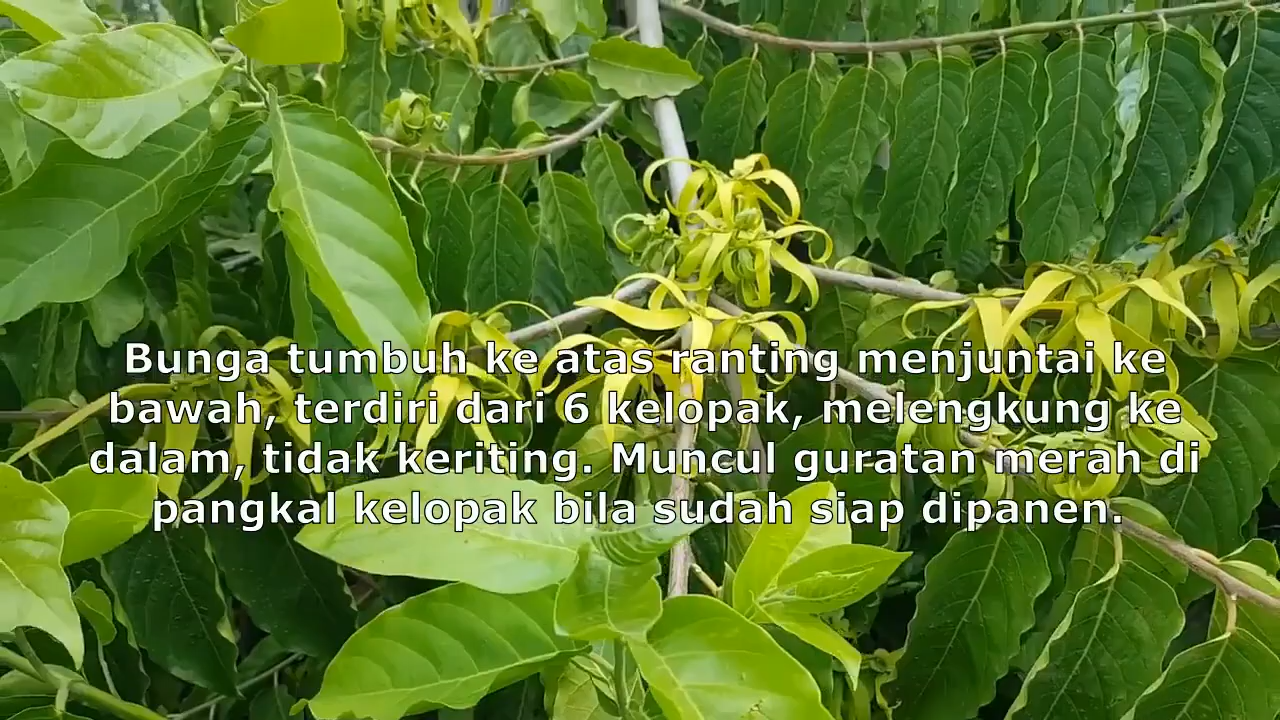 Bunga tumbuh ke atas ranting menjuntai ke
bawah, terdiri dari 6 kelopak, melengkung ke
dalam, tidak keriting. Muncul guratan merah di
pangkal kelopak bila sudah siap dipanen.